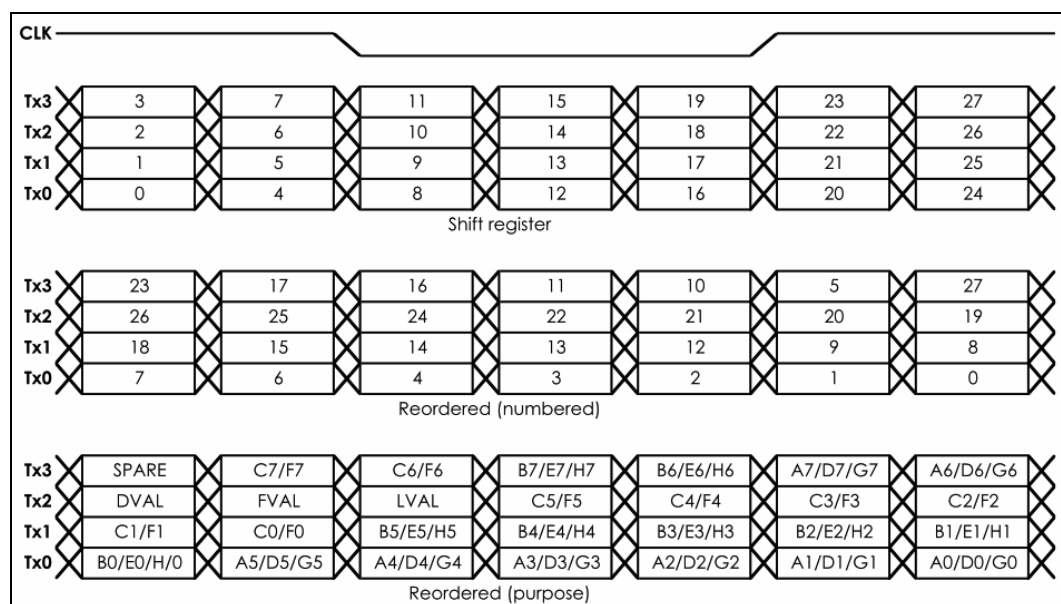 CLK
Tx3 3 7 11 15 19 23 27
Tx2 2 6 10 14 18 22 26
Tx1 1 5 9 13 17 21 25
Tx0 0 4 8 12 16 20 24
Shift register
Tx3 23 17 16 11 10 5 27
Tx2 26 25 24 22 21 20 19
Tx1 18 15 14 13 12 9 8
Tx0 7 6 4 3 2 1 0
Reordered (numbered)
Tx3 SPARE C7/F7 C6/F6 B7/E7/H7 B6/E6/H6 A7/D7/G7 A6/D6/G6
Tx2 DVAL FVAL LVAL C5/F5 C4/F4 C3/F3 C2/F2
Tx1 C1/F1 C0/F0 B5/E5/H5 B4/E4/H4 B3/E3/H3 B2/E2/H2 B1/E1/H1
Tx0 B0/E0/H/0 A5/D5/G5 A4/D4/G4 A3/D3/G3 A2/D2/G2 A1/D1/G1 A0/D0/G0
Reordered (purpose)